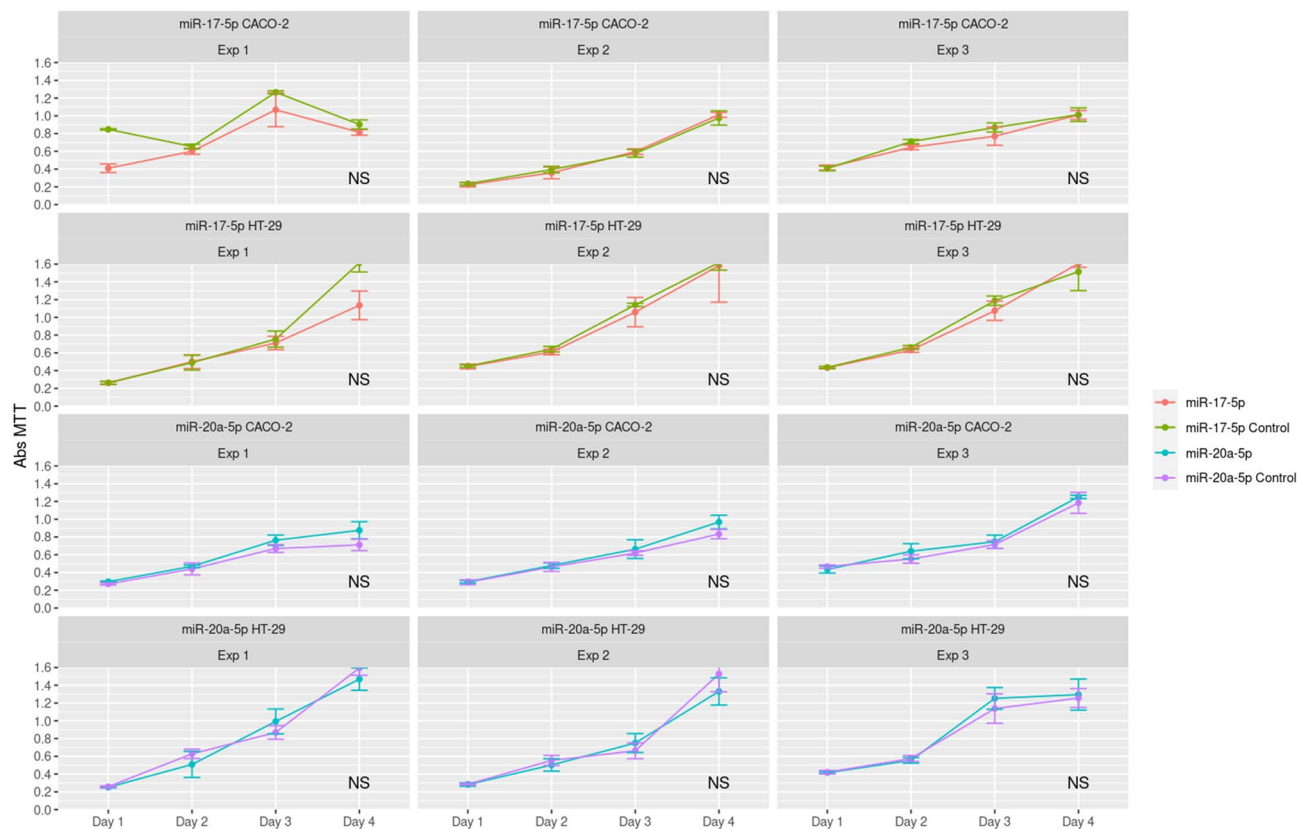 miR-17-5p CACO-2 miR-17-5p CACO-2 miR-17-5p CACO-2
Exp 1 Exp 2 Exp 3
1.6
1.4
1.2
1.0
0.8
0.6
0.4
0.2
0.0
NS NS NS
miR-17-5p HT-29 miR-17-5p HT-29 miR-17-5p HT-29
Exp 1 Exp 2 Exp 3
1.6
1.4
1.2
1.0
0.8
0.6
0.4
0.2
0.0
NS NS NS
Abs MTT
miR-17-5p
miR-17-5p Control
miR-20a-5p
miR-20a-5p Control
miR-20a-5p CACO-2 miR-20a-5p CACO-2 miR-20a-5p CACO-2
Exp 1 Exp 2 Exp 3
1.6
1.4
1.2
1.0
0.8
0.6
0.4
0.2
0.0
NS NS NS
miR-20a-5p HT-29 miR-20a-5p HT-29 miR-20a-5p HT-29
Exp 1 Exp 2 Exp 3
1.6
1.4
1.2
1.0
0.8
0.6
0.4
0.2
0.0
NS NS NS
Day 1 Day 2 Day 3 Day 4 Day 1 Day 2 Day 3 Day 4 Day 1 Day 2 Day 3 Day 4